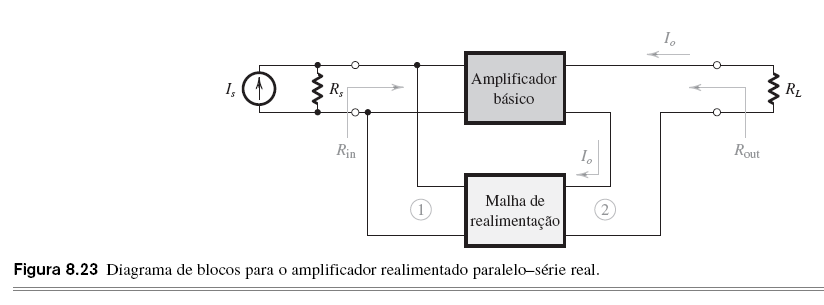 I_o
I_s
R_s
Amplificador
básico
R_L
R_in
I_o
R_out
Malha de
realimentação
1
2
Figura 8.23 Diagrama de blocos para o amplificador realimentado paralelo–série real.